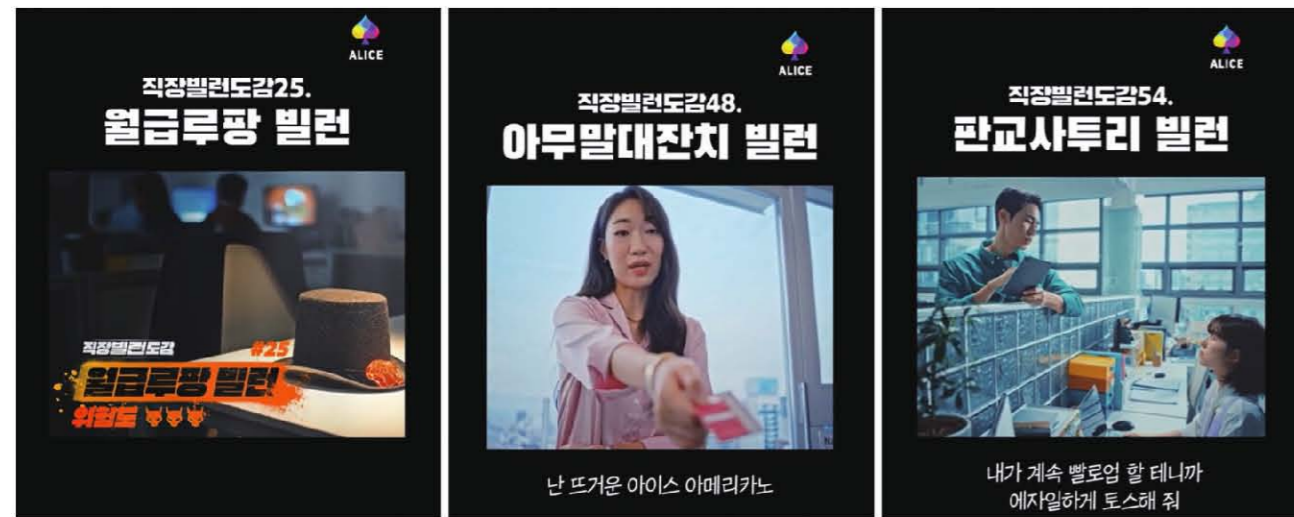 ALICE
직장빌런도감25.
월급루팡 빌런
직장빌런도감 #25
월급루팡 빌런
위험도
ALICE
직장빌런도감48.
아무말대잔치 빌런
난 뜨거운 아이스 아메리카노
ALICE
직장빌런도감54.
판교사투리 빌런
내가 계속 빨로업 할 테니까
에자일하게 토스해 줘